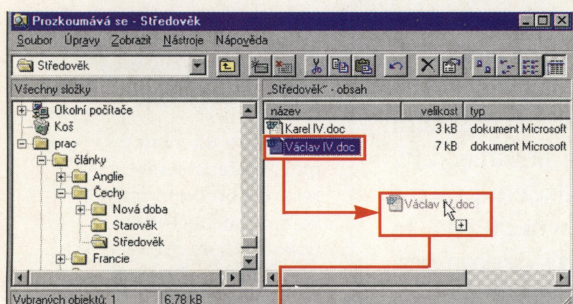 Prozkoumává se - Středověk
Soubor Úpravy Zobrazit Nástroje Nápověda
Středověk
Všechny složky
„Středověk" - obsah
Okolní počítače
Koš
prac
články
Anglie
Čechy
Nová doba
Starověk
Středověk
Francie
název velikost typ
Karel IV.doc 3 kB dokument Microsoft
Václav IV.doc 7 kB dokument Microsoft
Václav IV.doc
Vybraných objektů: 1 6,78 kB